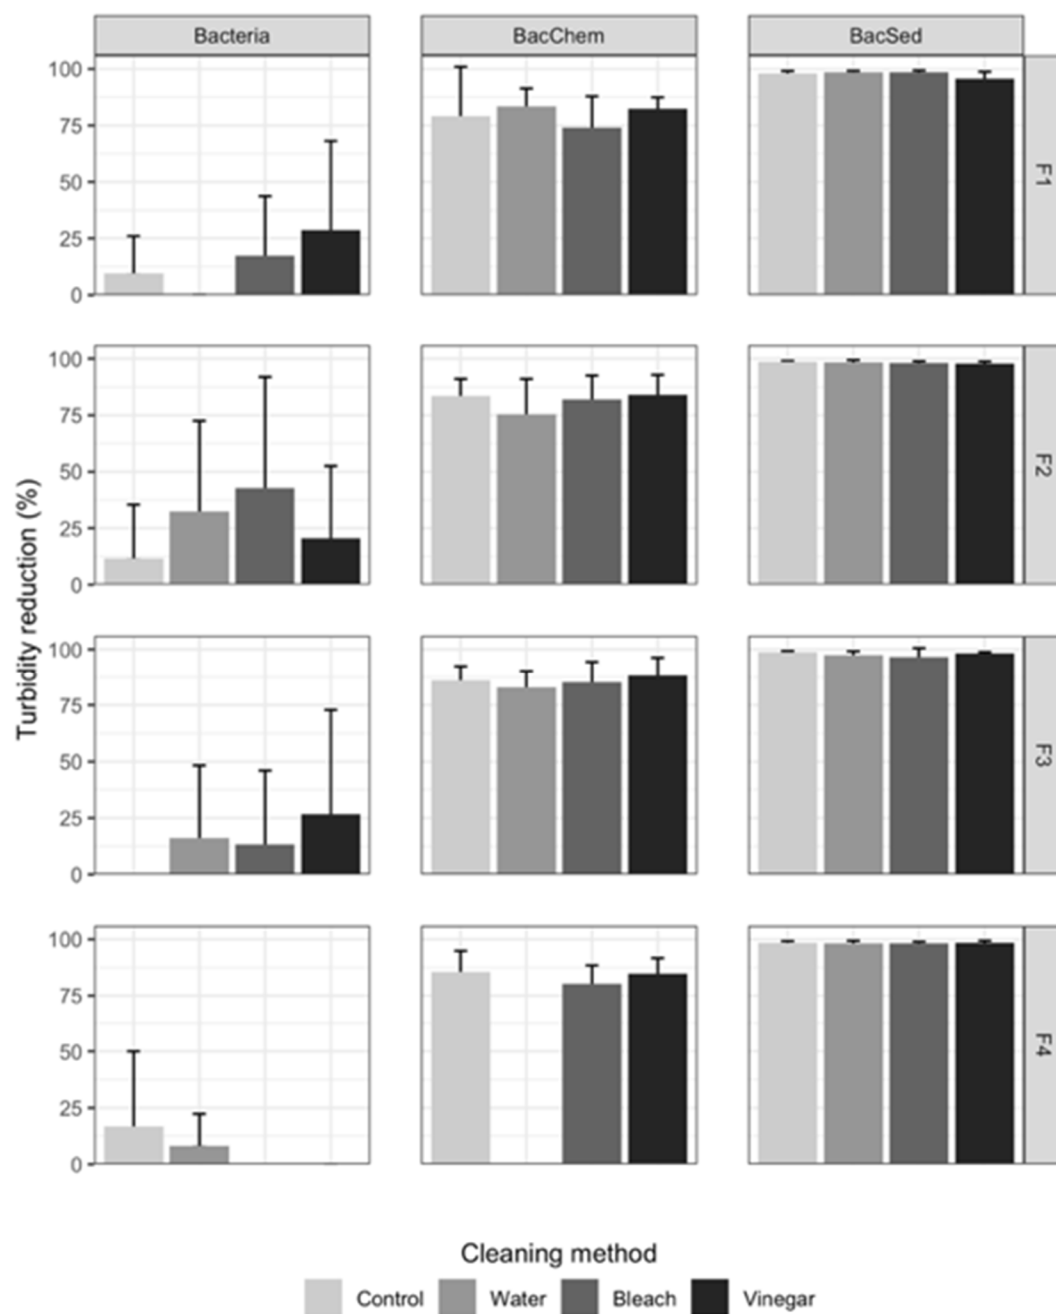 Bacteria BacChem BacSed
100
75
50
25
0
F1
100
75
50
25
0
F2
Turbidity reduction (%)
100
75
50
25
0
F3
100
75
50
25
0
F4
Cleaning method
Control Water Bleach Vinegar